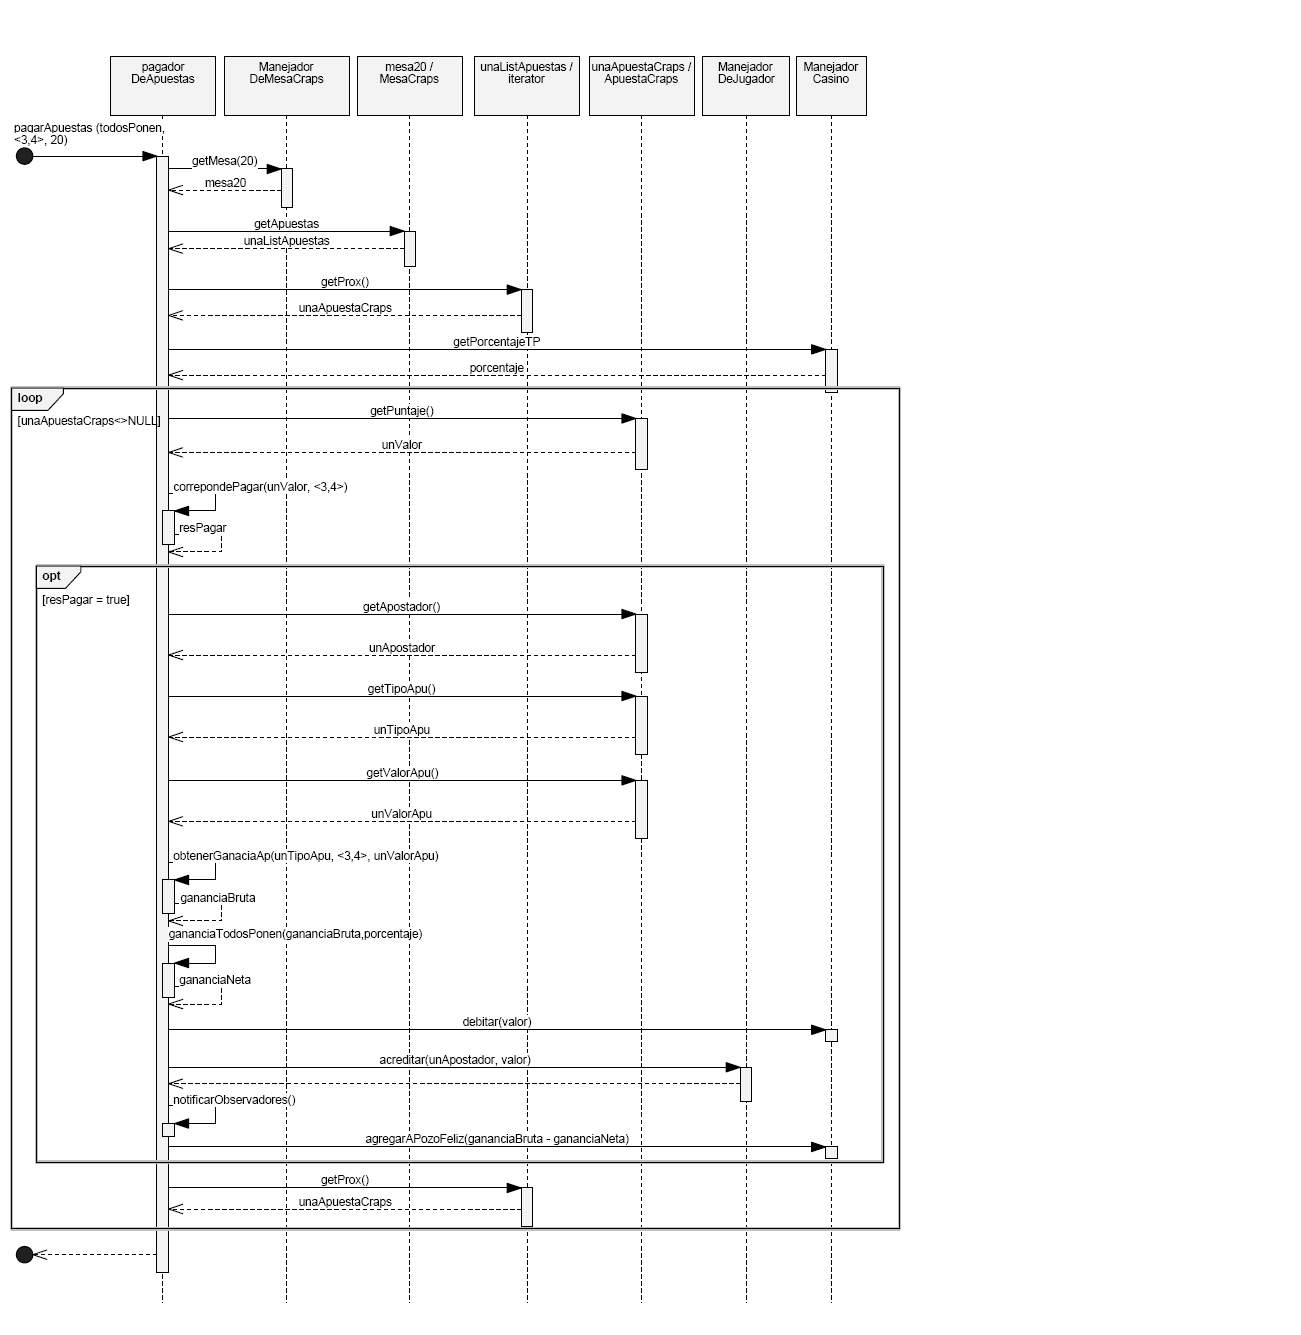 pagador
DeApuestas
Manejador
DeMesaCraps
mesa20 /
MesaCraps
unaListApuestas /
iterator
unaApuestaCraps /
ApuestaCraps
Manejador
DeJugador
Manejador
Casino
pagarApuestas (todosPonen,
<3,4>, 20)
getMesa(20)
mesa20
getApuestas
unaListApuestas
getProx()
unaApuestaCraps
getPorcentajeTP
porcentaje
loop
[unaApuestaCraps<>NULL]
getPuntaje()
unValor
correpondePagar(unValor, <3,4>)
resPagar
opt
[resPagar = true]
getApostador()
unApostador
getTipoApu()
unTipoApu
getValorApu()
unValorApu
obtenerGanaciaAp(unTipoApu, <3,4>, unValorApu)
gananciaBruta
gananciaTodosPonen(gananciaBruta,porcentaje)
gananciaNeta
debitar(valor)
acreditar(unApostador, valor)
notificarObservadores()
agregarAPozoFeliz(gananciaBruta - gananciaNeta)
getProx()
unaApuestaCraps